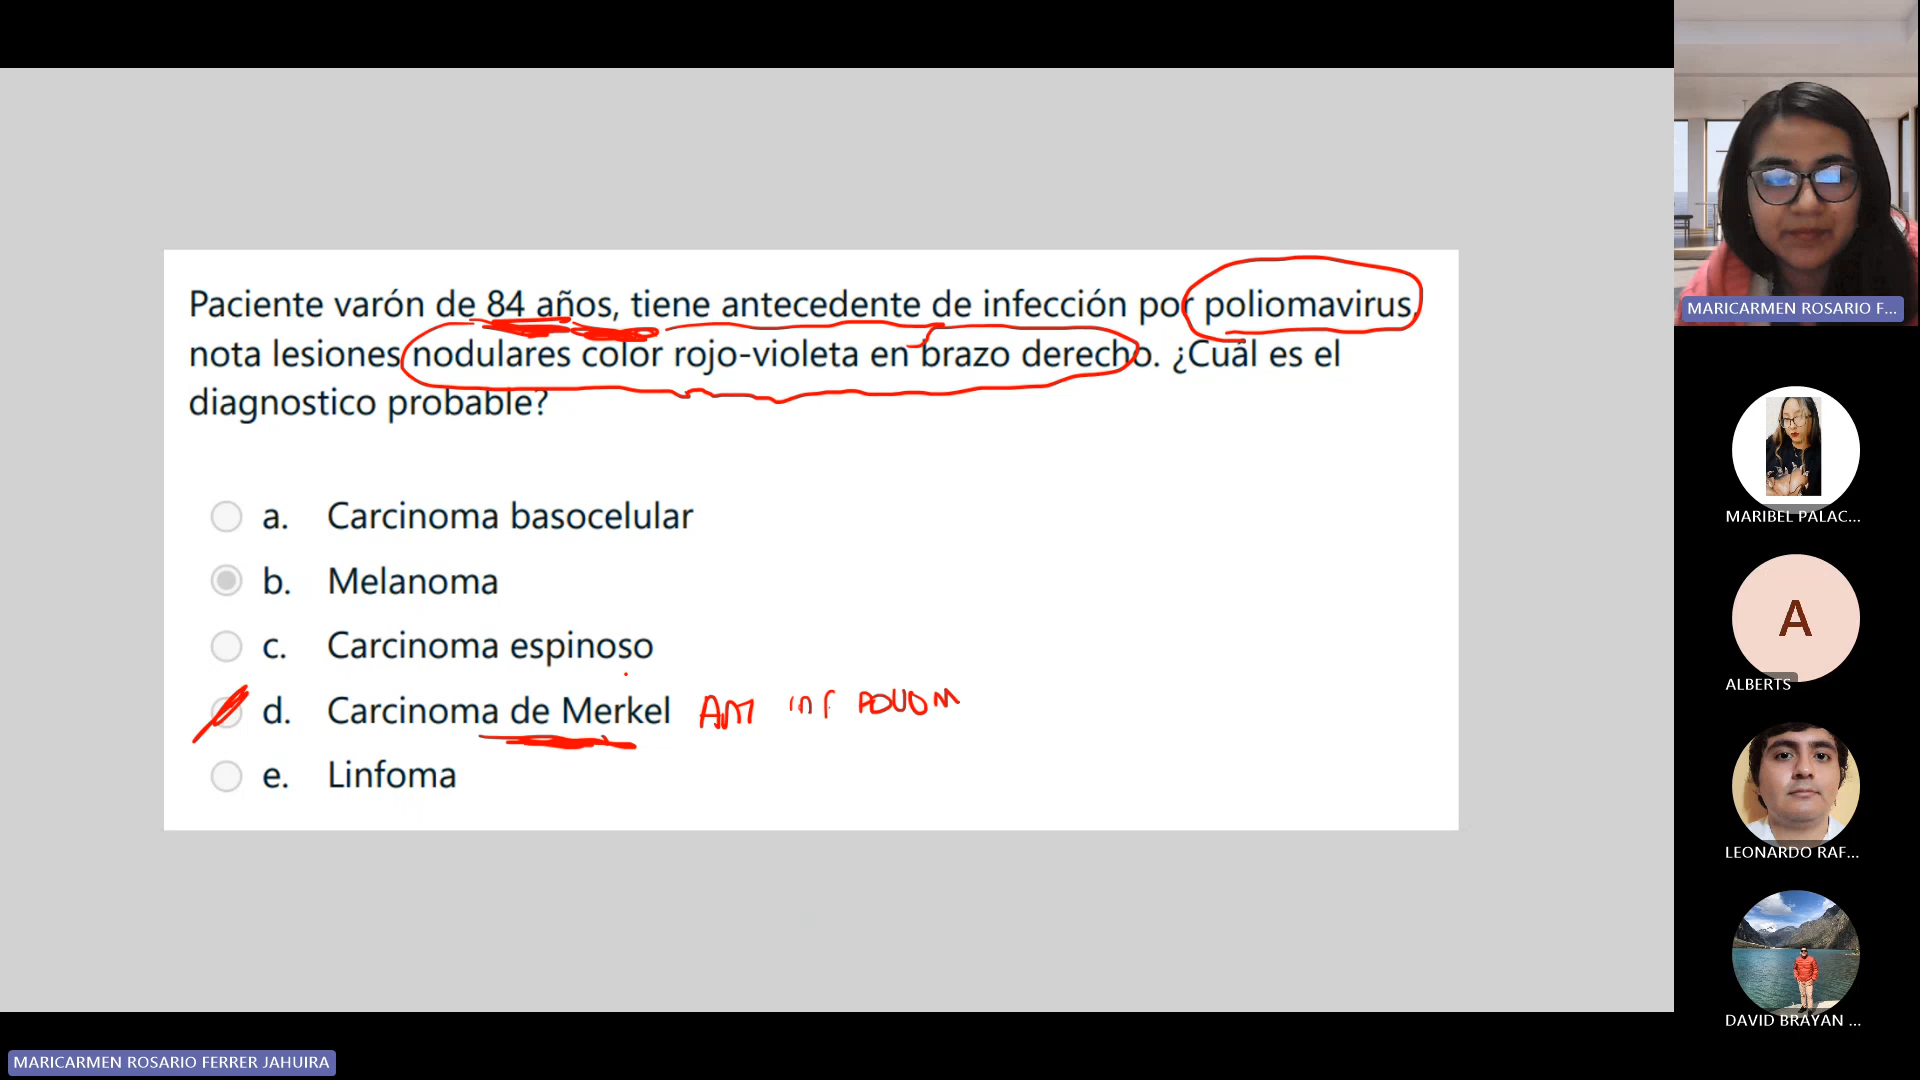 Paciente varón de 84 años, tiene antecedente de infección por poliomavirus,
nota lesiones nodulares color rojo-violeta en brazo derecho. ¿Cuál es el
diagnostico probable?
a. Carcinoma basocelular
b. Melanoma
c. Carcinoma espinoso
d. Carcinoma de Merkel
e. Linfoma
MARICARMEN ROSARIO F...
MARIBEL PALAC...
A
ALBERTS
LEONARDO RAF...
DAVID BRAYAN ...
MARICARMEN ROSARIO FERRER JAHUIRA